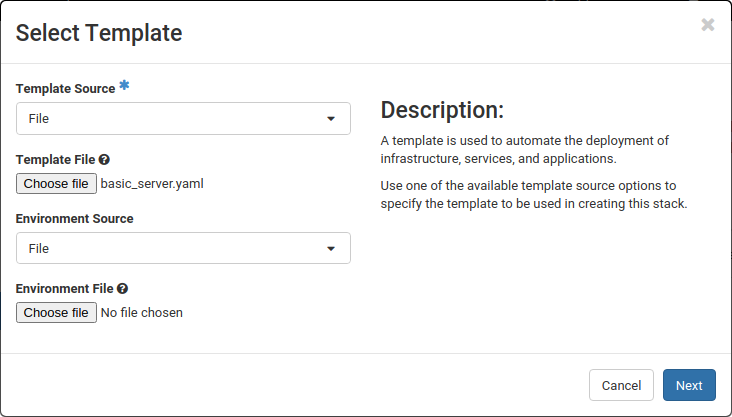 Select Template
Template Source
File
Template File
Choose file basic_server.yaml
Environment Source
File
Environment File
Choose file No file chosen
Description:
A template is used to automate the deployment of
infrastructure, services, and applications.
Use one of the available template source options to
specify the template to be used in creating this stack.
Cancel Next